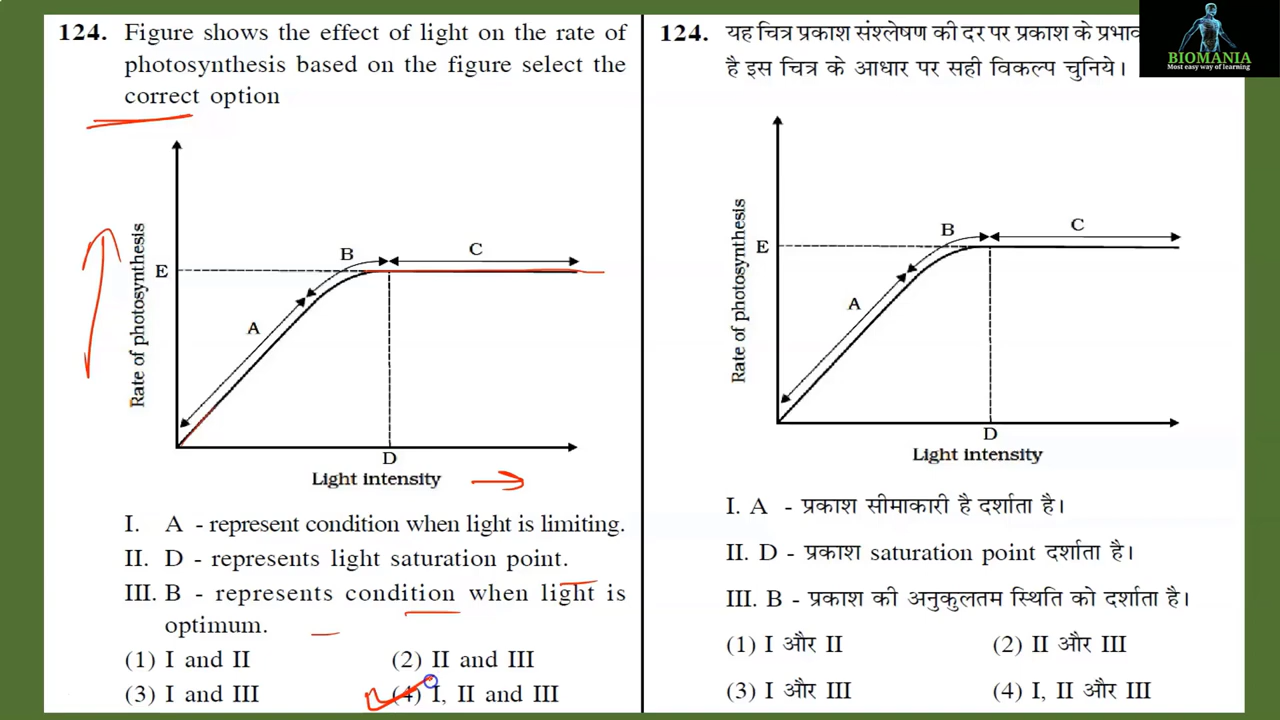 124. Figure shows the effect of light on the rate of
photosynthesis based on the figure select the
correct option
Rate of photosynthesis
E
A
B
C
D
Light intensity
I. A - represent condition when light is limiting.
II. D - represents light saturation point.
III. B - represents condition when light is
optimum.
(1) I and II (2) II and III
(3) I and III (4) I, II and III
124. यह चित्र प्रकाश संश्लेषण की दर पर प्रकाश के प्रभाव
है इस चित्र के आधार पर सही विकल्प चुनिये।
Rate of photosynthesis
E
A
B
C
D
Light intensity
I. A - प्रकाश सीमाकारी है दर्शाता है।
II. D - प्रकाश saturation point दर्शाता है।
III. B - प्रकाश की अनुकुलतम स्थिति को दर्शाता है।
(1) I और II (2) II और III
(3) I और III (4) I, II और III
BIOMANIA
Most easy way of learning